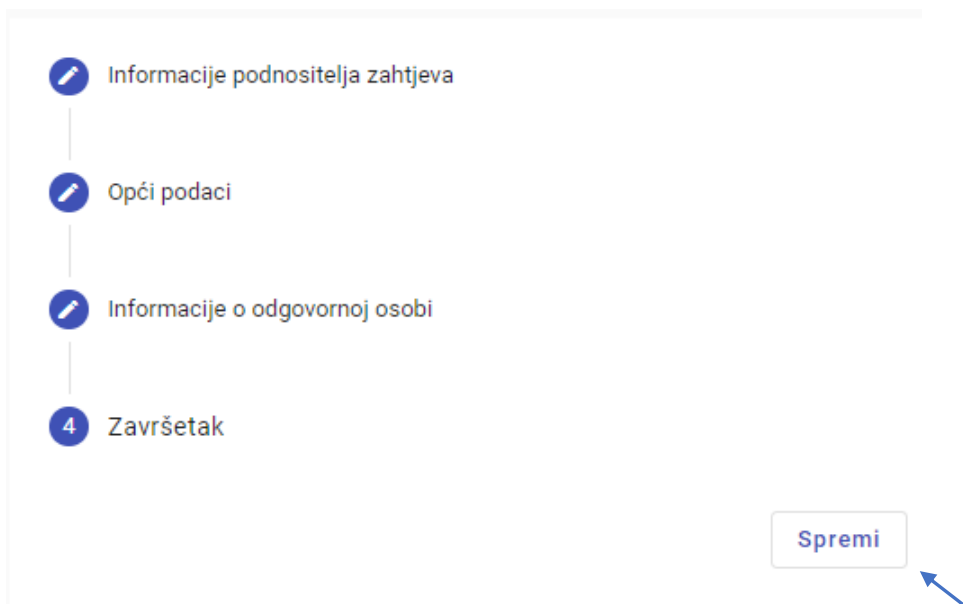 Informacije podnositelja zahtjeva
Opći podaci
Informacije o odgovornoj osobi
4 Završetak
Spremi